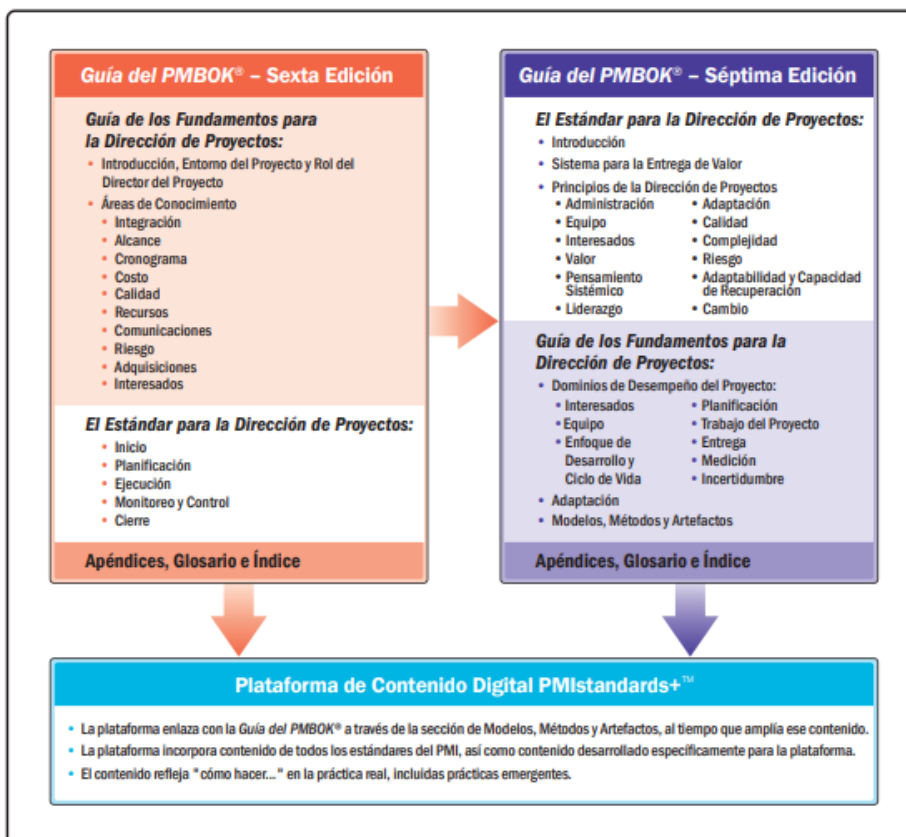 Guía del PMBOK® – Sexta Edición
Guía de los Fundamentos para
la Dirección de Proyectos:
• Introducción, Entorno del Proyecto y Rol del
Director del Proyecto
• Áreas de Conocimiento
• Integración
• Alcance
• Cronograma
• Costo
• Calidad
• Recursos
• Comunicaciones
• Riesgo
• Adquisiciones
• Interesados
El Estándar para la Dirección de Proyectos:
• Inicio
• Planificación
• Ejecución
• Monitoreo y Control
• Cierre
Apéndices, Glosario e Índice
Guía del PMBOK® – Séptima Edición
El Estándar para la Dirección de Proyectos:
• Introducción
• Sistema para la Entrega de Valor
• Principios de la Dirección de Proyectos
• Administración
• Equipo
• Interesados
• Valor
• Pensamiento
Sistémico
• Liderazgo
• Adaptación
• Calidad
• Complejidad
• Riesgo
• Adaptabilidad y Capacidad
de Recuperación
• Cambio
Guía de los Fundamentos para la
Dirección de Proyectos:
• Dominios de Desempeño del Proyecto:
• Interesados
• Equipo
• Enfoque de
Desarrollo y
Ciclo de Vida
• Planificación
• Trabajo del Proyecto
• Entrega
• Medición
• Incertidumbre
• Adaptación
• Modelos, Métodos y Artefactos
Apéndices, Glosario e Índice
Plataforma de Contenido Digital PMIstandards+™
• La plataforma enlaza con la Guía del PMBOK® a través de la sección de Modelos, Métodos y Artefactos, al tiempo que amplía ese contenido.
• La plataforma incorpora contenido de todos los estándares del PMI, así como contenido desarrollado específicamente para la plataforma.
• El contenido refleja "cómo hacer..." en la práctica real, incluidas prácticas emergentes.